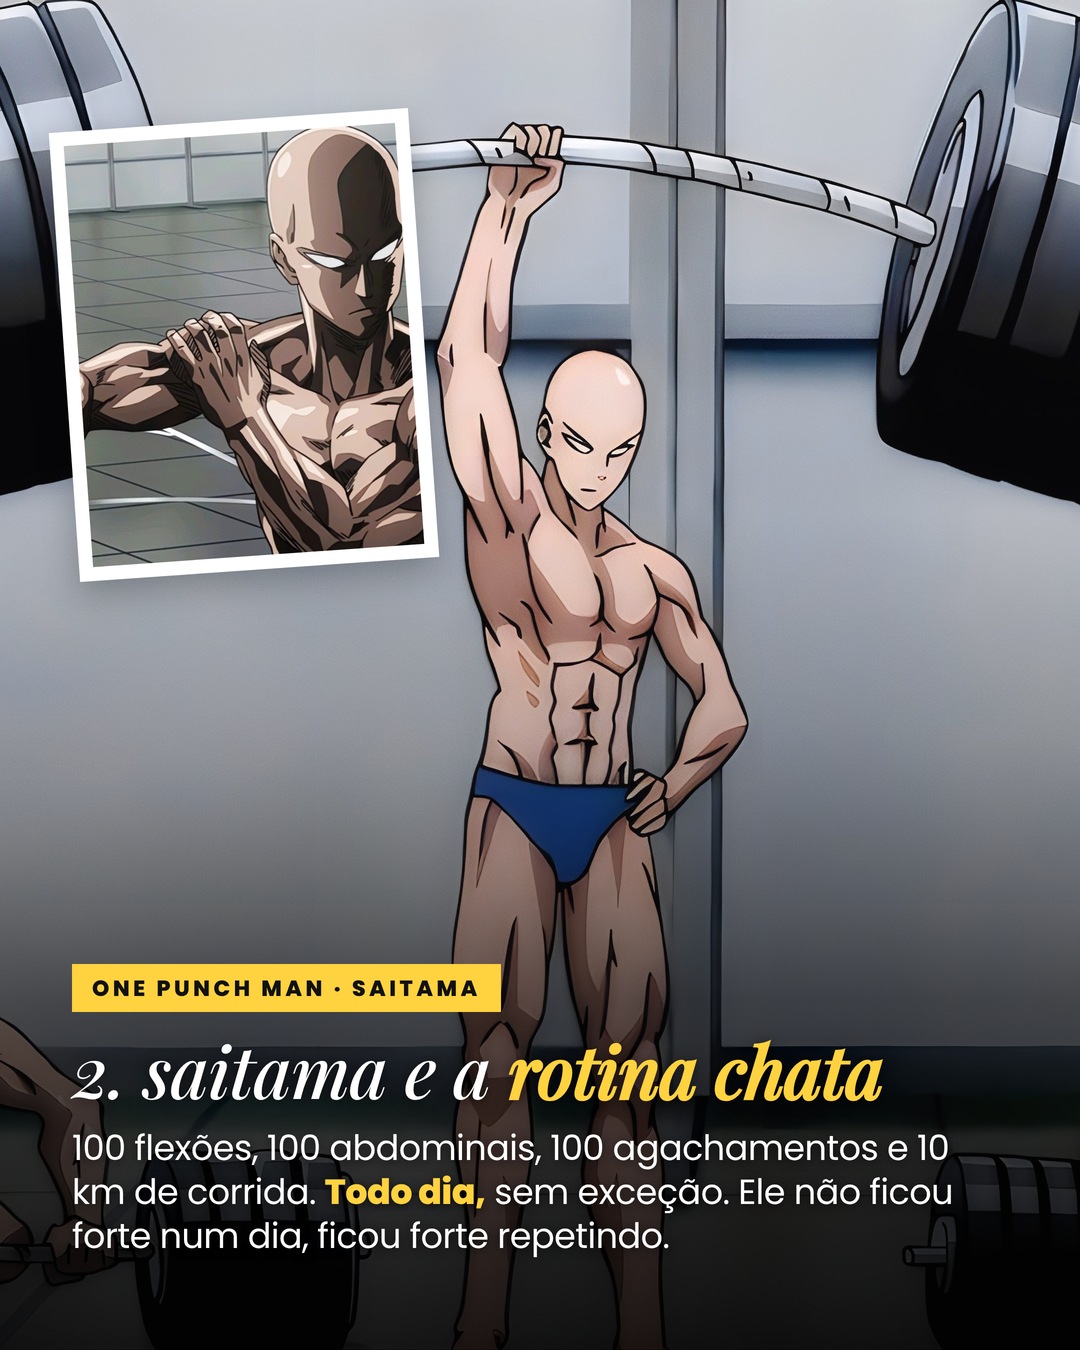 ONE PUNCH MAN · SAITAMA
2. saitama e a rotina chata
100 flexões, 100 abdominais, 100 agachamentos e 10
km de corrida. Todo dia, sem exceção. Ele não ficou
forte num dia, ficou forte repetindo.